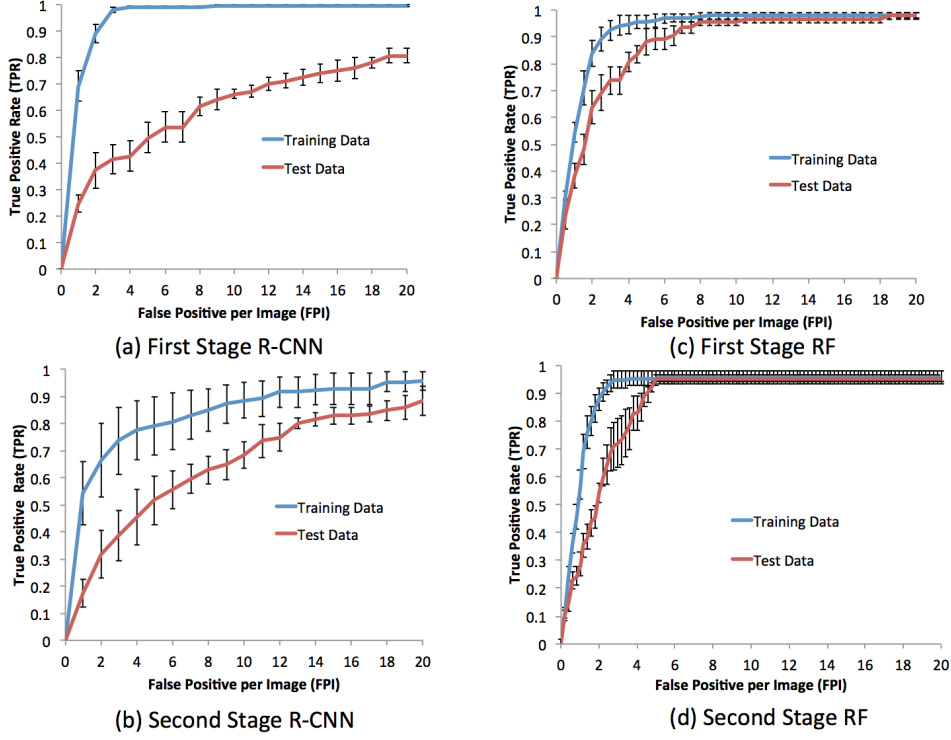 True Positive Rate (TPR)
1
0.9
0.8
0.7
0.6
0.5
0.4
0.3
0.2
0.1
0
Training Data
Test Data
0 2 4 6 8 10 12 14 16 18 20
False Positive per Image (FPI)
(a) First Stage R-CNN
True Positive Rate (TPR)
1
0.9
0.8
0.7
0.6
0.5
0.4
0.3
0.2
0.1
0
Training Data
Test Data
0 2 4 6 8 10 12 14 16 18 20
False Positive per Image (FPI)
(c) First Stage RF
True Positive Rate (TPR)
1
0.9
0.8
0.7
0.6
0.5
0.4
0.3
0.2
0.1
0
Training Data
Test Data
0 2 4 6 8 10 12 14 16 18 20
False Positive per Image (FPI)
(b) Second Stage R-CNN
True Positive Rate (TPR)
1
0.9
0.8
0.7
0.6
0.5
0.4
0.3
0.2
0.1
0
Training Data
Test Data
0 2 4 6 8 10 12 14 16 18 20
False Positive per Image (FPI)
(d) Second Stage RF